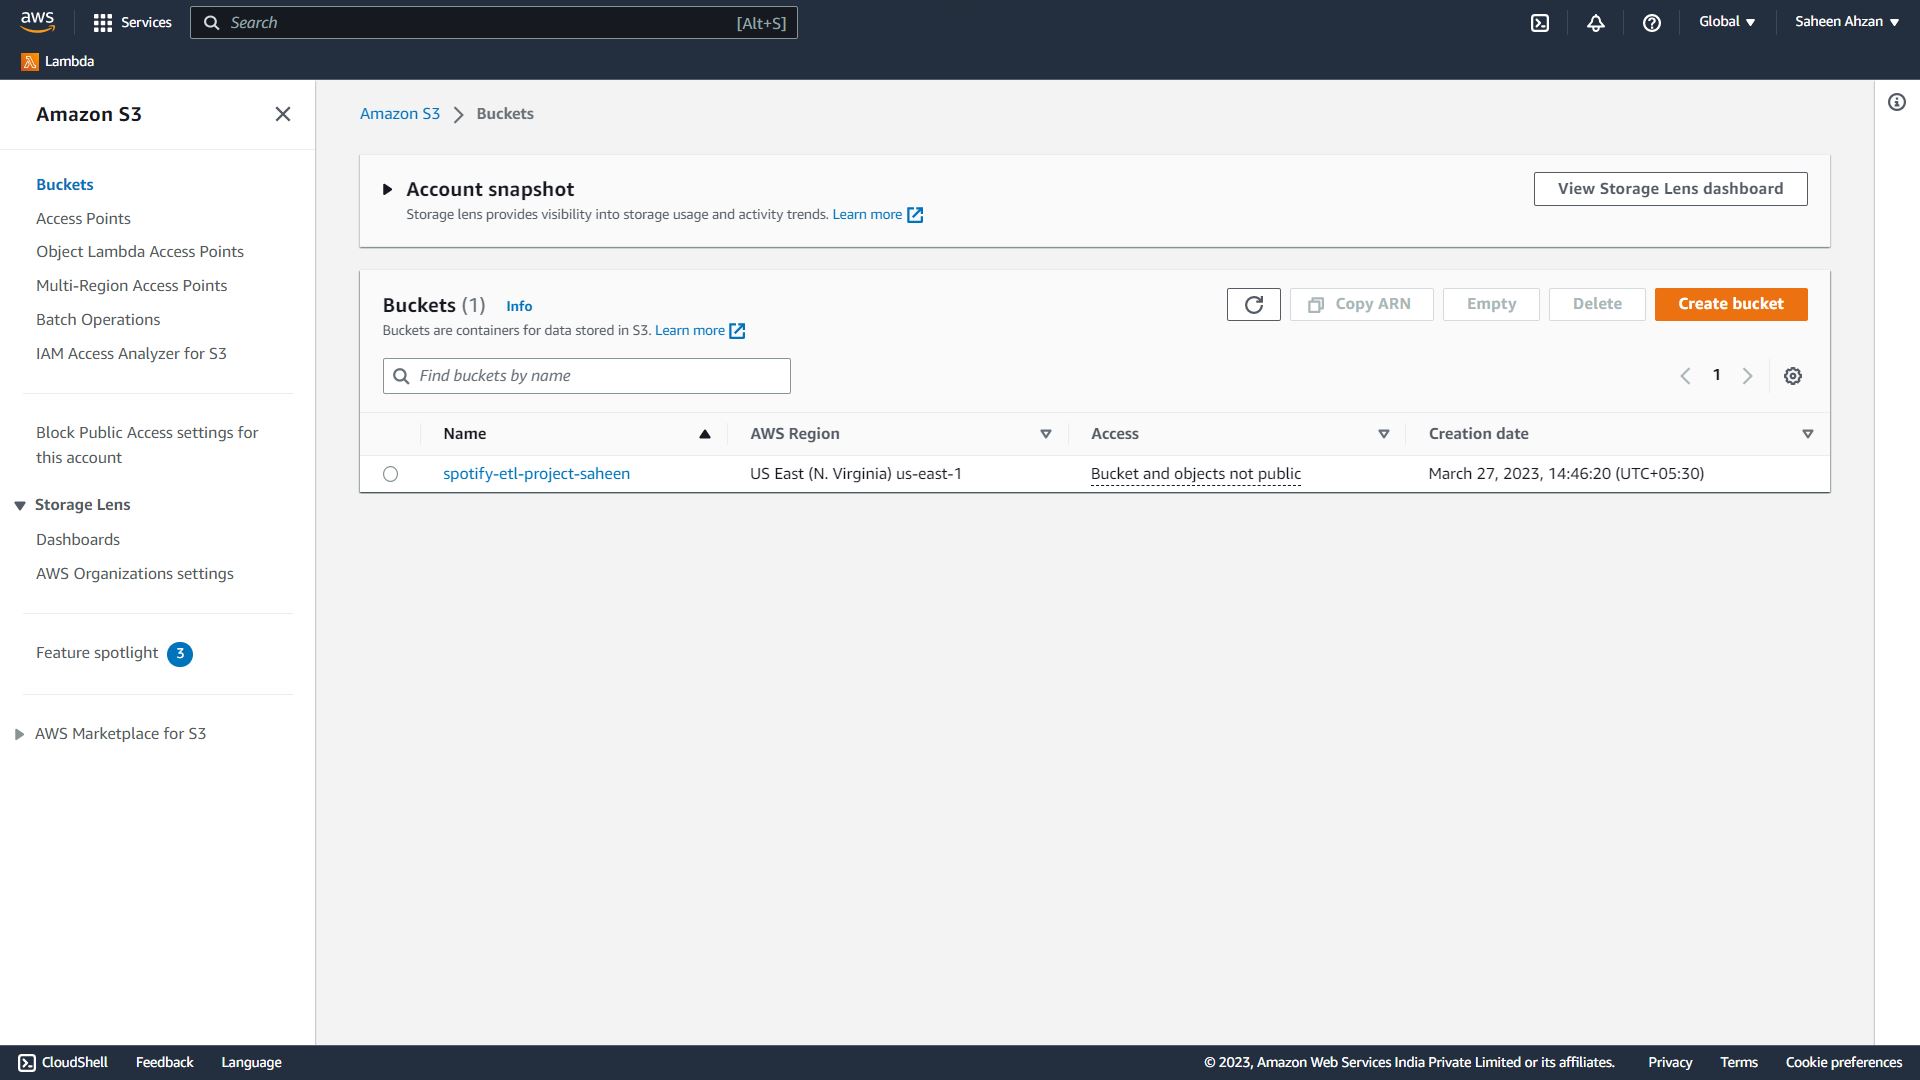 aws
Services
Search [Alt+S]
Global
Saheen Ahzan
Lambda
Amazon S3
Buckets
Access Points
Object Lambda Access Points
Multi-Region Access Points
Batch Operations
IAM Access Analyzer for S3
Block Public Access settings for
this account
Storage Lens
Dashboards
AWS Organizations settings
Feature spotlight 3
AWS Marketplace for S3
Amazon S3 Buckets
Account snapshot
Storage lens provides visibility into storage usage and activity trends. Learn more
View Storage Lens dashboard
Buckets (1) Info
Buckets are containers for data stored in S3. Learn more
Copy ARN Empty Delete Create bucket
Find buckets by name
1
Name AWS Region Access Creation date
spotify-etl-project-saheen US East (N. Virginia) us-east-1 Bucket and objects not public March 27, 2023, 14:46:20 (UTC+05:30)
CloudShell Feedback Language
© 2023, Amazon Web Services India Private Limited or its affiliates. Privacy Terms Cookie preferences